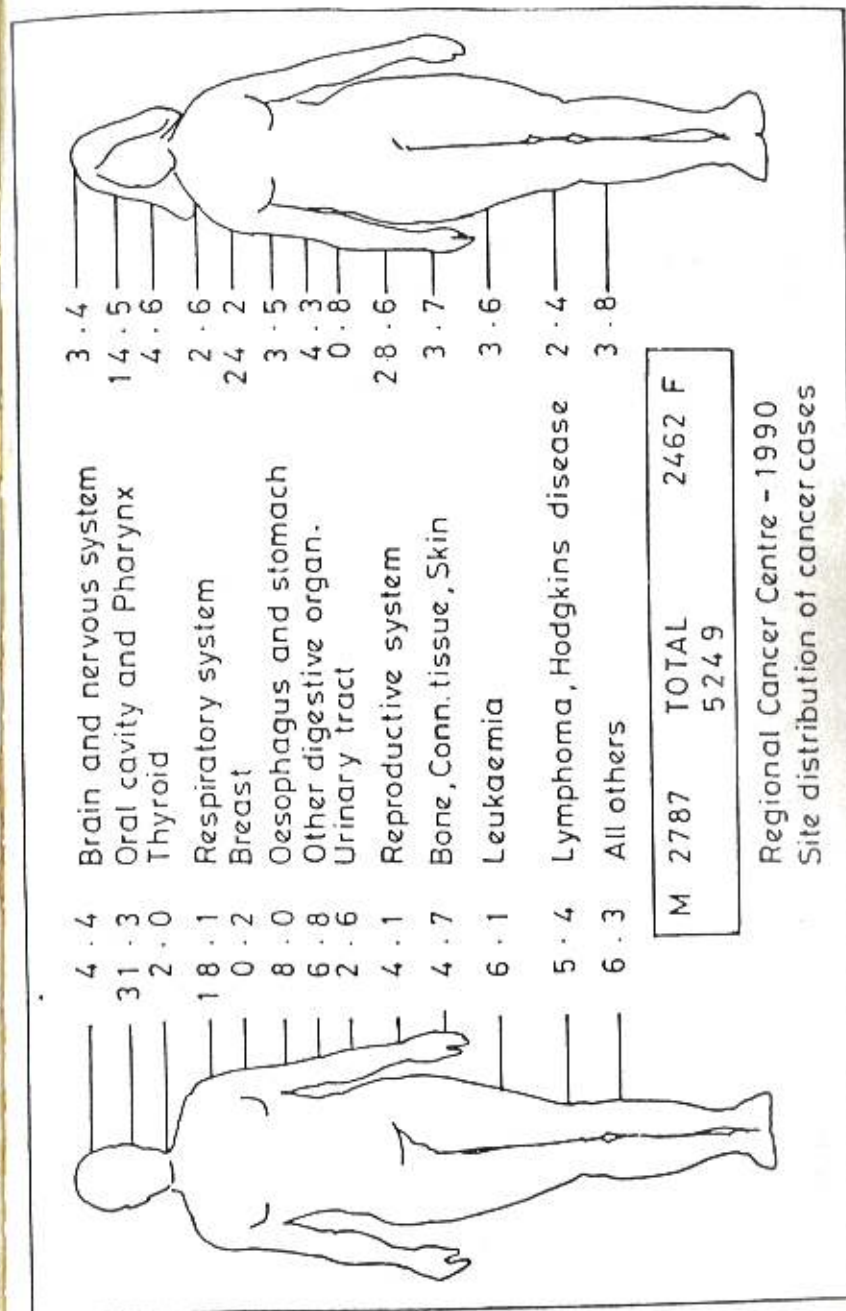 4.4 Brain and nervous system 3.4
31.3 Oral cavity and Pharynx 14.5
2.0 Thyroid 4.6
18.1 Respiratory system 2.6
0.2 Breast 24.2
8.0 Oesophagus and stomach 3.5
6.8 Other digestive organ. 4.3
2.6 Urinary tract 0.8
4.1 Reproductive system 28.6
4.7 Bone, Conn. tissue, Skin 3.7
6.1 Leukaemia 3.6
5.4 Lymphoma, Hodgkins disease 2.4
6.3 All others 3.8
M 2787 TOTAL 2462 F
5249
Regional Cancer Centre - 1990
Site distribution of cancer cases